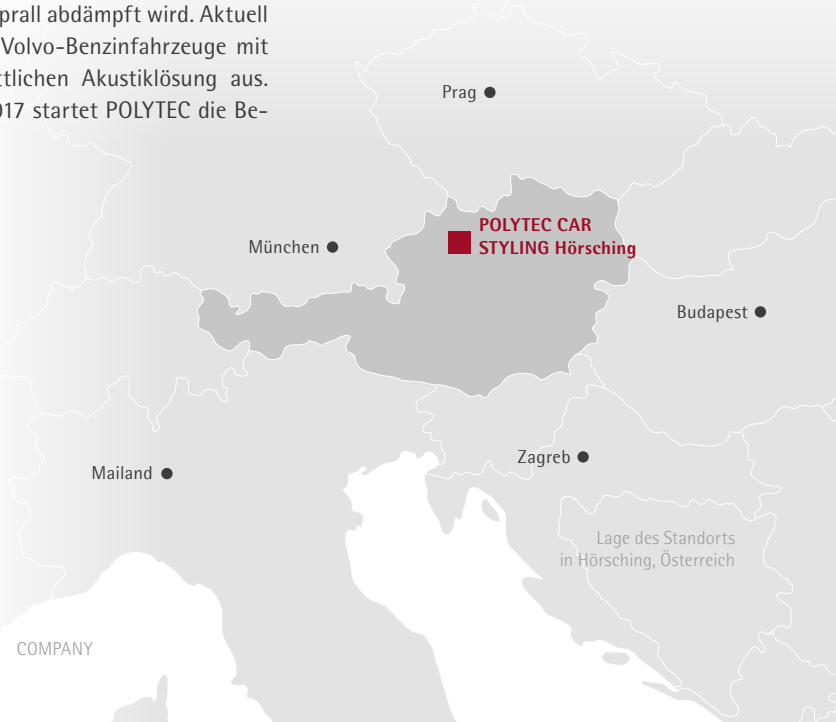 prall abdämpft wird. Aktuell
Volvo-Benzinfahrzeuge mit
tlichen Akustiklösung aus.
017 startet POLYTEC die Be-
Prag
POLYTEC CAR
STYLING Hörsching
München
Budapest
Zagreb
Mailand
Lage des Standorts
in Hörsching, Österreich
COMPANY